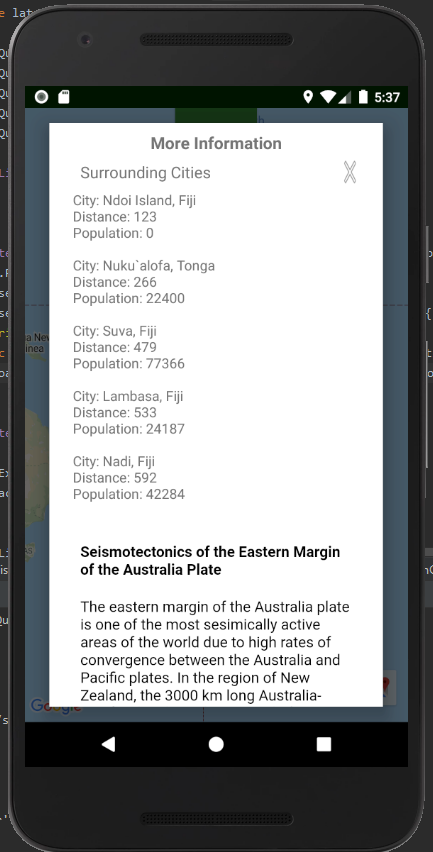 5:37
More Information
Surrounding Cities
City: Ndoi Island, Fiji
Distance: 123
Population: 0
City: Nuku`alofa, Tonga
Distance: 266
Population: 22400
City: Suva, Fiji
Distance: 479
Population: 77366
City: Lambasa, Fiji
Distance: 533
Population: 24187
City: Nadi, Fiji
Distance: 592
Population: 42284
Seismotectonics of the Eastern Margin
of the Australia Plate
The eastern margin of the Australia plate
is one of the most sesimically active
areas of the world due to high rates of
convergence between the Australia and
Pacific plates. In the region of New
Zealand, the 3000 km long Australia-
Google